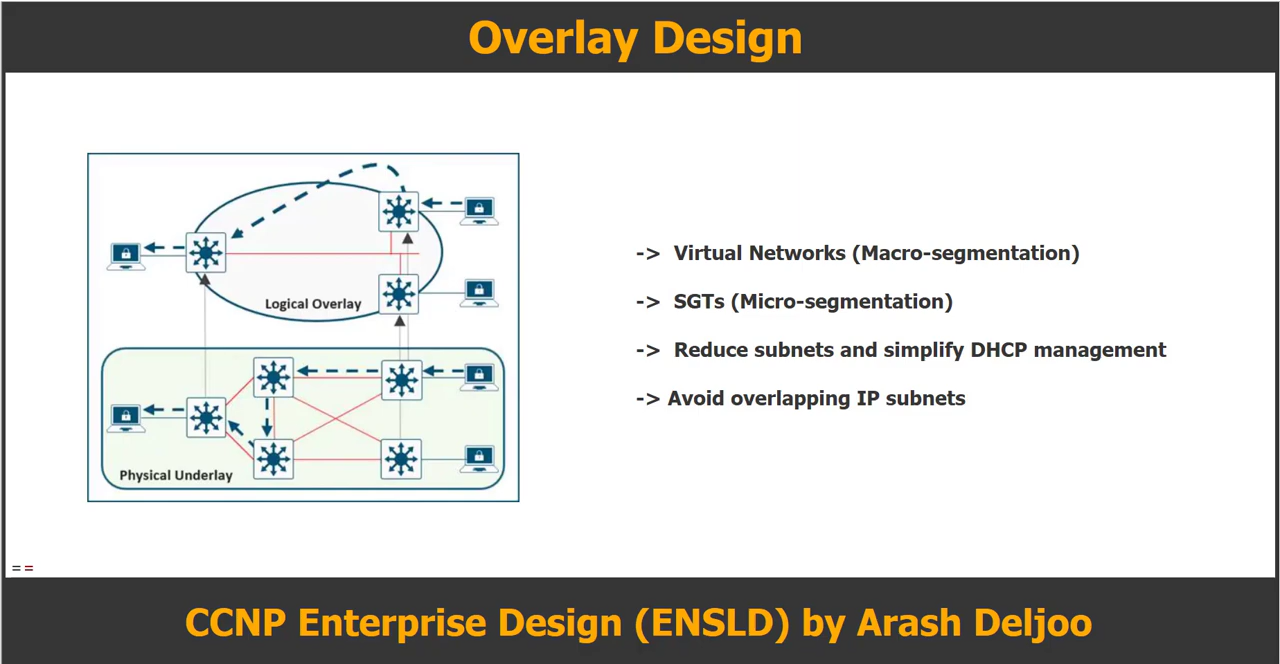 Overlay Design
Logical Overlay
Physical Underlay
-> Virtual Networks (Macro-segmentation)
-> SGTs (Micro-segmentation)
-> Reduce subnets and simplify DHCP management
-> Avoid overlapping IP subnets
= =
CCNP Enterprise Design (ENSLD) by Arash Deljoo